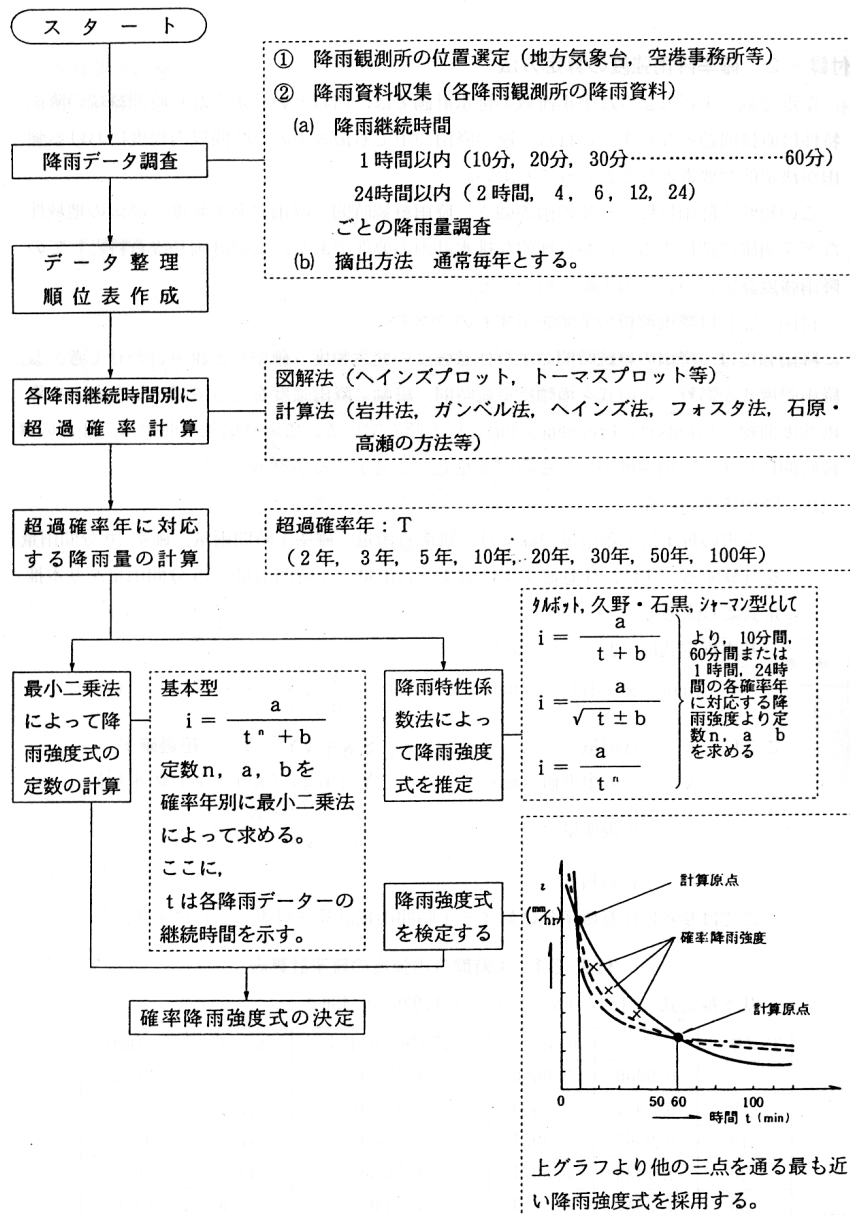 スタート
① 降雨観測所の位置選定（地方気象台，空港事務所等）
② 降雨資料収集（各降雨観測所の降雨資料）
(a) 降雨継続時間
1時間以内（10分，20分，30分…………………60分）
24時間以内（2時間，4，6，12，24）
ごとの降雨量調査
(b) 摘出方法 通常毎年とする。
降雨データ調査
データ整理
順位表作成
各降雨継続時間別に
超過確率計算
図解法（ヘインズプロット，トーマスプロット等）
計算法（岩井法，ガンベル法，ヘインズ法，フォスタ法，石原・
高瀬の方法等）
超過確率年に対応
する降雨量の計算
超過確率年：T
（2年，3年，5年，10年，20年，30年，50年，100年）
最小二乗法
によって降
雨強度式の
定数の計算
基本型
i = a / (tⁿ + b)
定数n，a，bを
確率年別に最小二乗法
によって求める。
ここに，
tは各降雨データーの
継続時間を示す。
降雨特性係
数法によっ
て降雨強度
式を推定
タルボット，久野・石黒，シャーマン型として
i = a / (t + b)
i = a / (√t ± b)
i = a / tⁿ
より，10分間，
60分間または
1時間，24時
間の各確率年
に対応する降
雨強度より定
数n，a b
を求める
降雨強度式
を検定する
i
(mm/hr)
計算原点
確率降雨強度
計算原点
0 50 60 100
時間 t (min)
上グラフより他の三点を通る最も近
い降雨強度式を採用する。
確率降雨強度式の決定